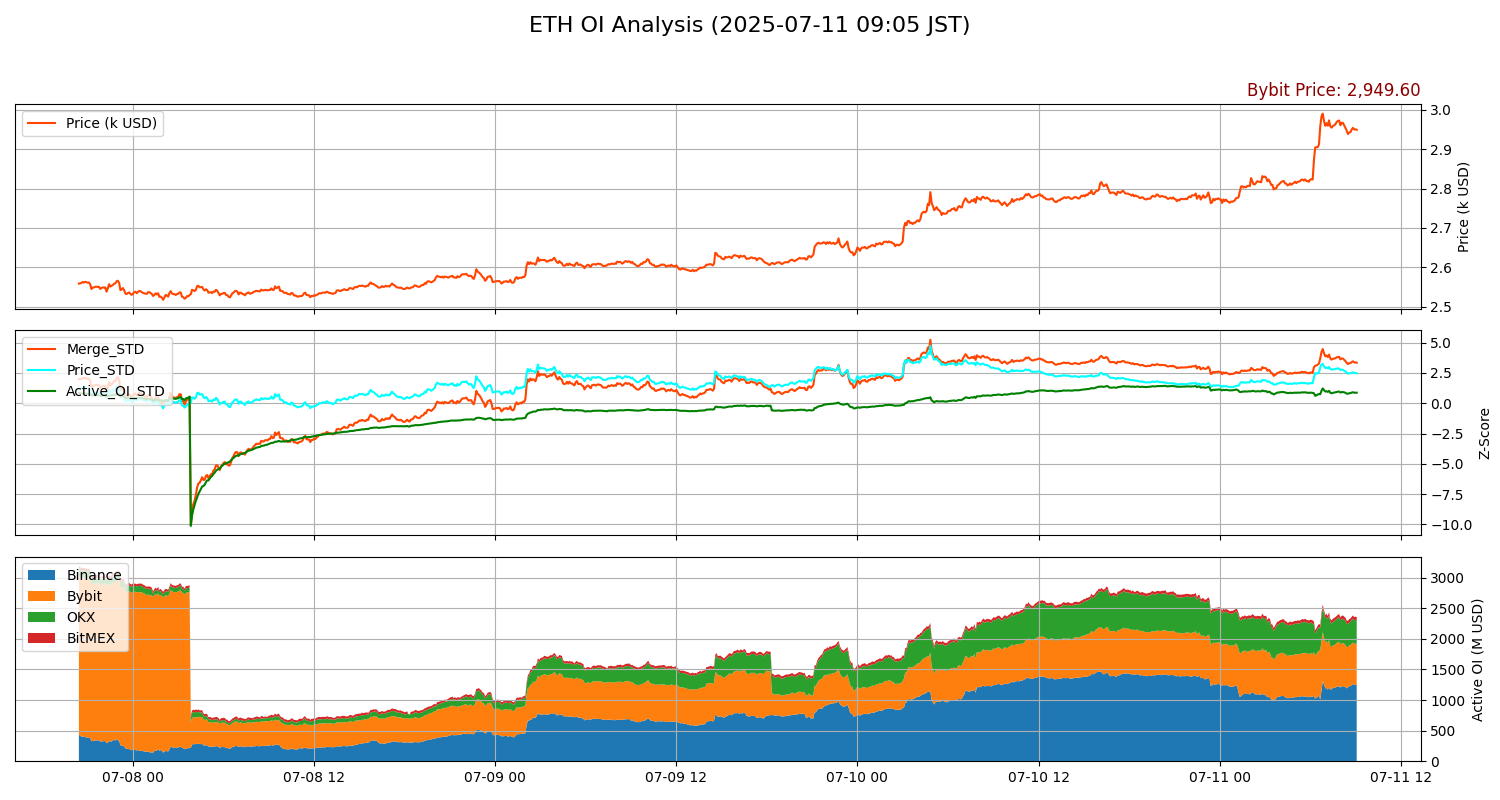 ETH OI Analysis (2025-07-11 09:05 JST)
Bybit Price: 2,949.60
Price (k USD)
3.0
2.9
2.8
2.7
2.6
2.5
Price (k USD)
Merge_STD
Price_STD
Active_OI_STD
5.0
2.5
0.0
−2.5
−5.0
−7.5
−10.0
Z-Score
Binance
Bybit
OKX
BitMEX
3000
2500
2000
1500
1000
500
0
Active OI (M USD)
07-08 00
07-08 12
07-09 00
07-09 12
07-10 00
07-10 12
07-11 00
07-11 12